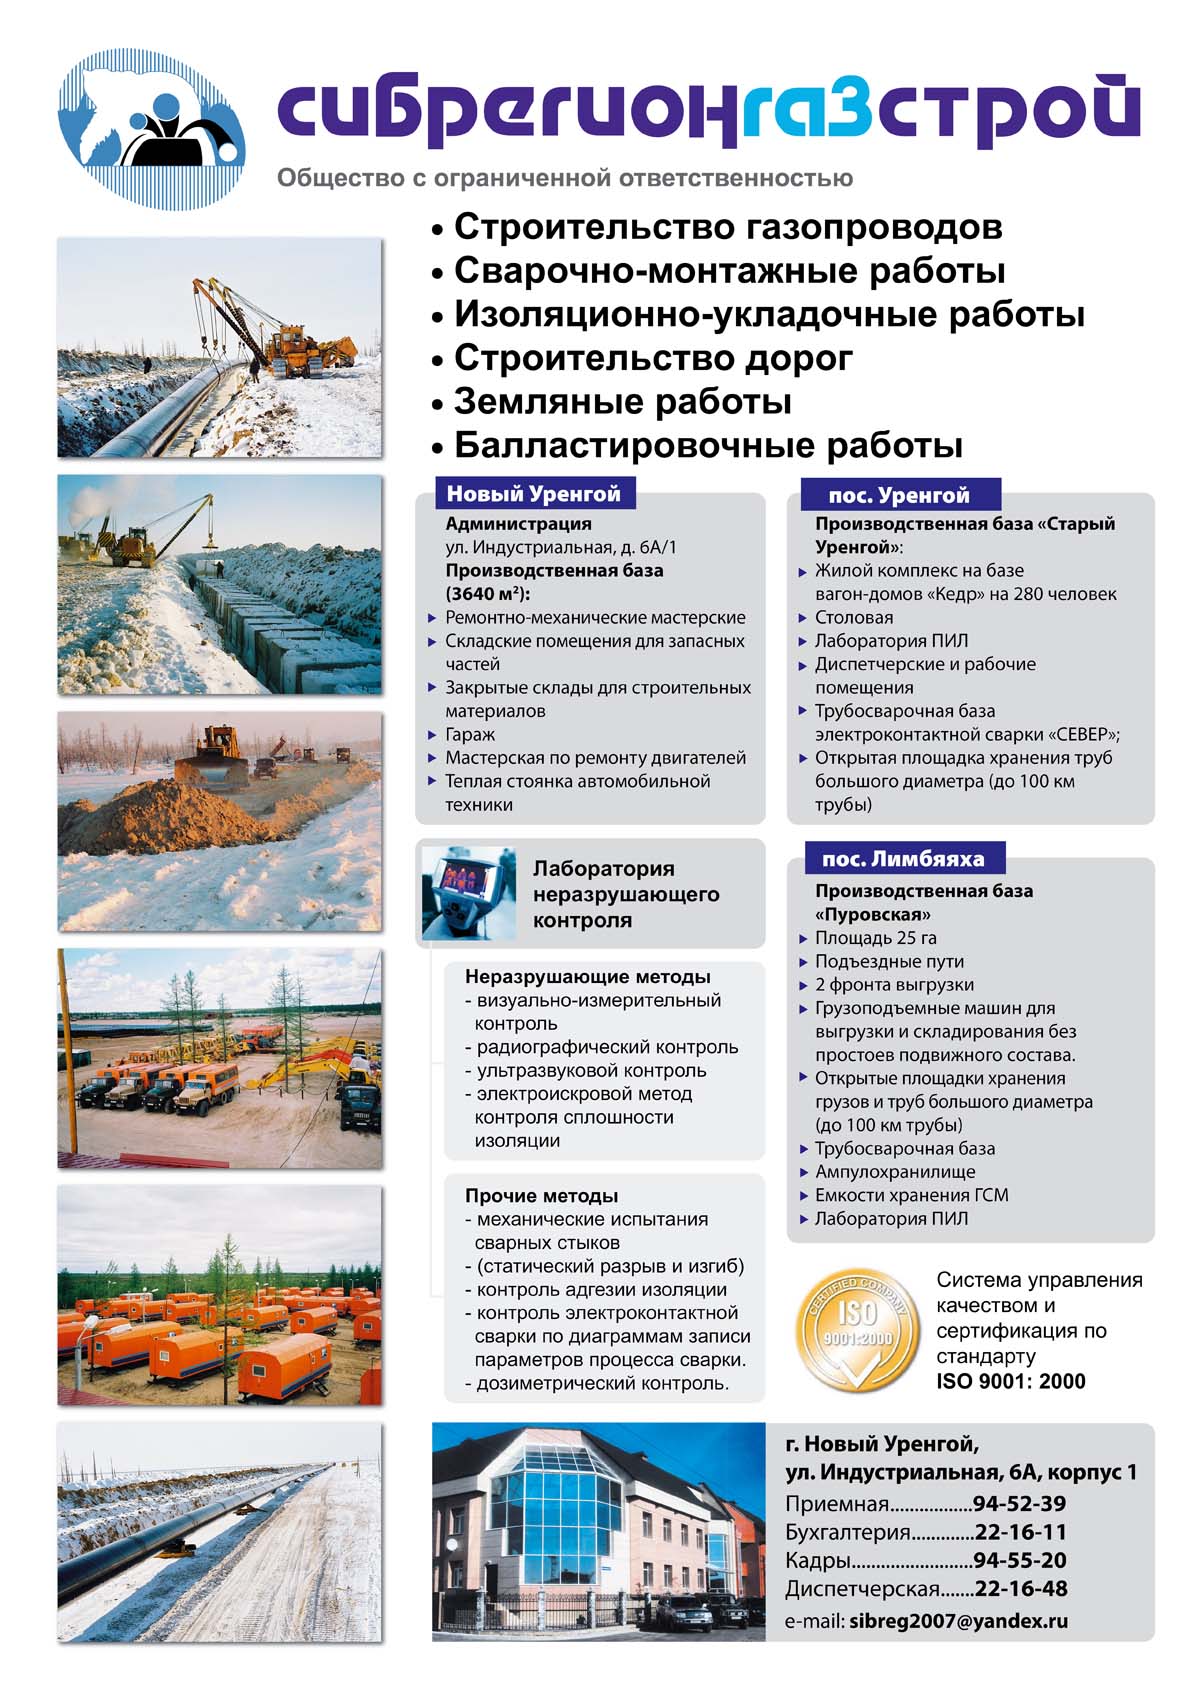 сибрегионгазстрой
Общество с ограниченной ответственностью
• Строительство газопроводов
• Сварочно-монтажные работы
• Изоляционно-укладочные работы
• Строительство дорог
• Земляные работы
• Балластировочные работы
Новый Уренгой
Администрация
ул. Индустриальная, д. 6А/1
Производственная база
(3640 м²):
Ремонтно-механические мастерские
Складские помещения для запасных
частей
Закрытые склады для строительных
материалов
Гараж
Мастерская по ремонту двигателей
Теплая стоянка автомобильной
техники
пос. Уренгой
Производственная база «Старый
Уренгой»:
Жилой комплекс на базе
вагон-домов «Кедр» на 280 человек
Столовая
Лаборатория ПИЛ
Диспетчерские и рабочие
помещения
Трубосварочная база
электроконтактной сварки «СЕВЕР»;
Открытая площадка хранения труб
большого диаметра (до 100 км
трубы)
Лаборатория
неразрушающего
контроля
Неразрушающие методы
- визуально-измерительный
контроль
- радиографический контроль
- ультразвуковой контроль
- электроискровой метод
контроля сплошности
изоляции
Прочие методы
- механические испытания
сварных стыков
- (статический разрыв и изгиб)
- контроль адгезии изоляции
- контроль электроконтактной
сварки по диаграммам записи
параметров процесса сварки.
- дозиметрический контроль.
пос. Лимбяяха
Производственная база
«Пуровская»
Площадь 25 га
Подъездные пути
2 фронта выгрузки
Грузоподъемные машин для
выгрузки и складирования без
простоев подвижного состава.
Открытые площадки хранения
грузов и труб большого диаметра
(до 100 км трубы)
Трубосварочная база
Ампулохранилище
Емкости хранения ГСМ
Лаборатория ПИЛ
CERTIFIED COMPANY
ISO
9001:2000
Система управления
качеством и
сертификация по
стандарту
ISO 9001: 2000
г. Новый Уренгой,
ул. Индустриальная, 6А, корпус 1
Приемная.................94-52-39
Бухгалтерия.............22-16-11
Кадры.........................94-55-20
Диспетчерская.......22-16-48
e-mail: sibreg2007@yandex.ru